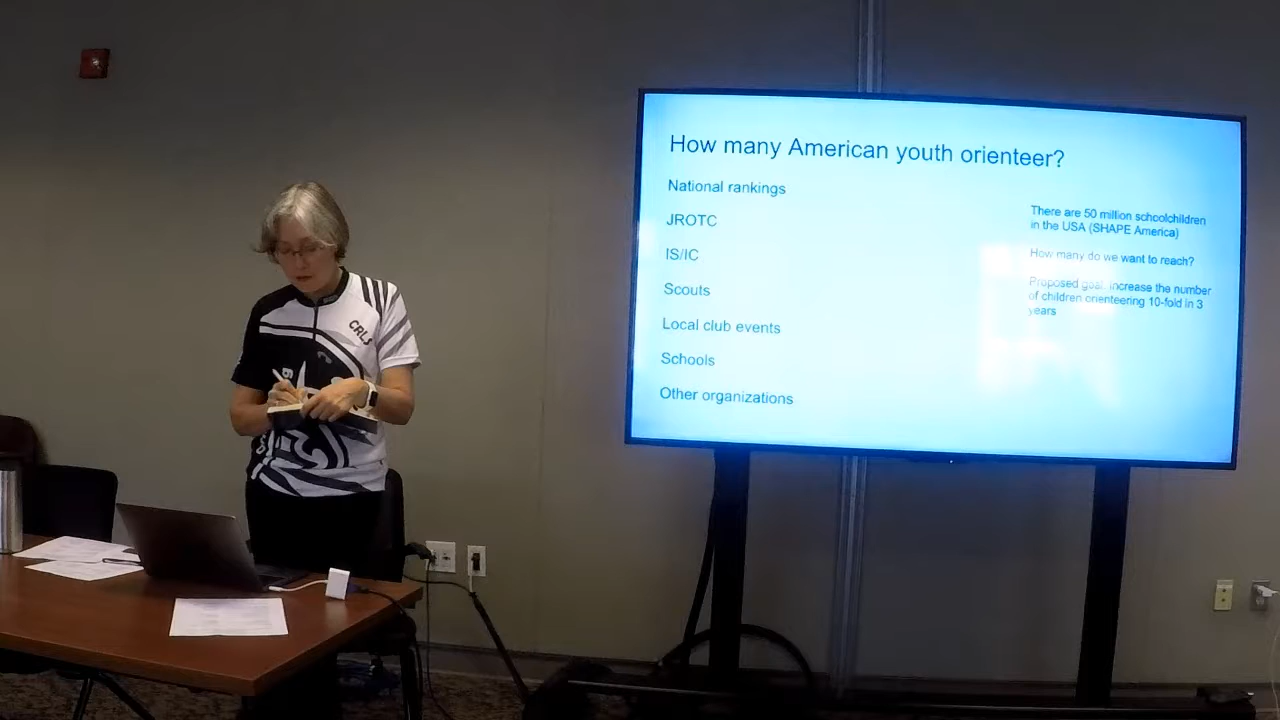 How many American youth orienteer?
National rankings
JROTC
IS/IC
Scouts
Local club events
Schools
Other organizations
There are 50 million schoolchildren
in the USA (SHAPE America)
How many do we want to reach?
Proposed goal: increase the number
of children orienteering 10-fold in 3
years
CRLS